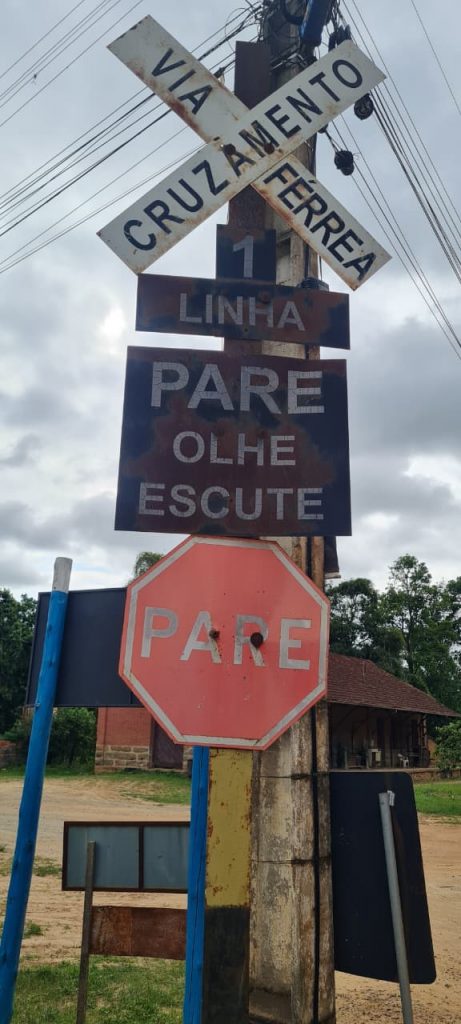 VIA FÉRREA
CRUZAMENTO
1
LINHA
PARE
OLHE
ESCUTE
PARE